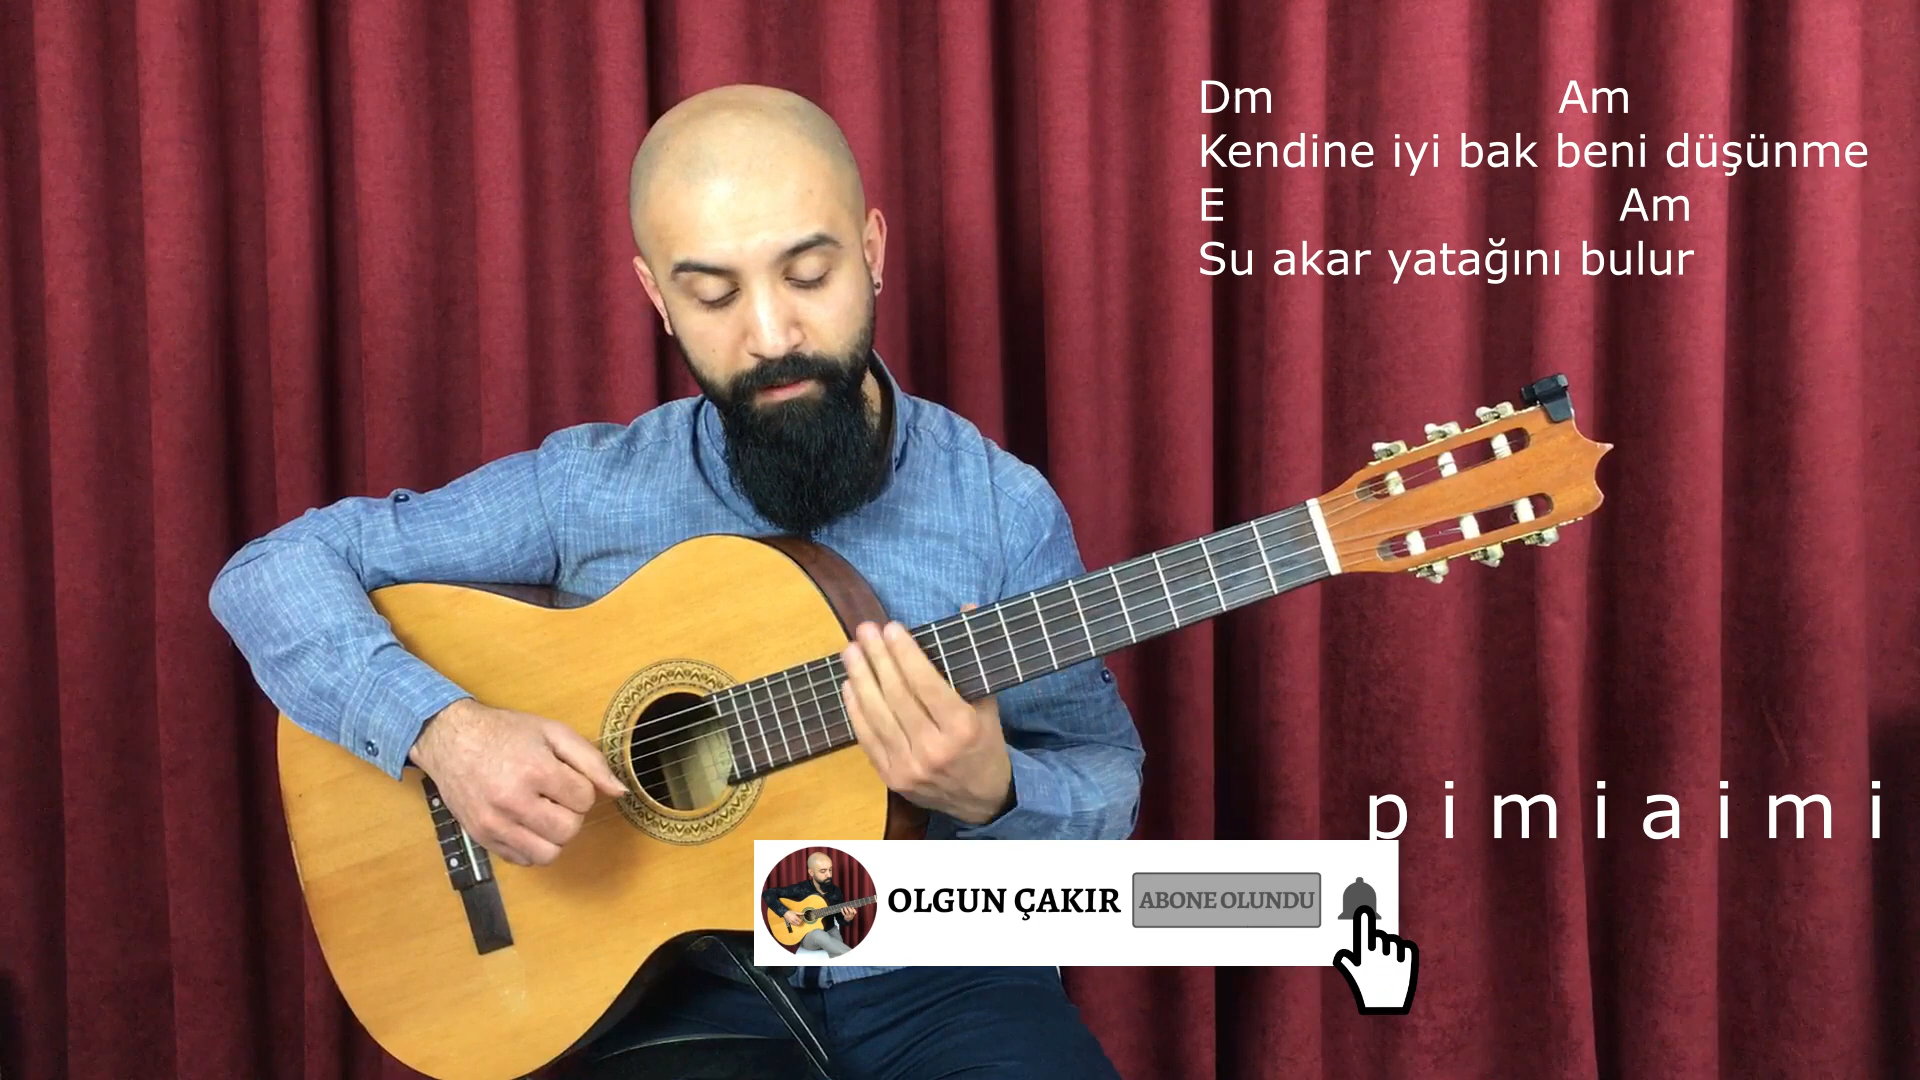 Dm Am
Kendine iyi bak beni düşünme
E Am
Su akar yatağını bulur
p i m i a i m i
OLGUN ÇAKIR ABONE OLUNDU